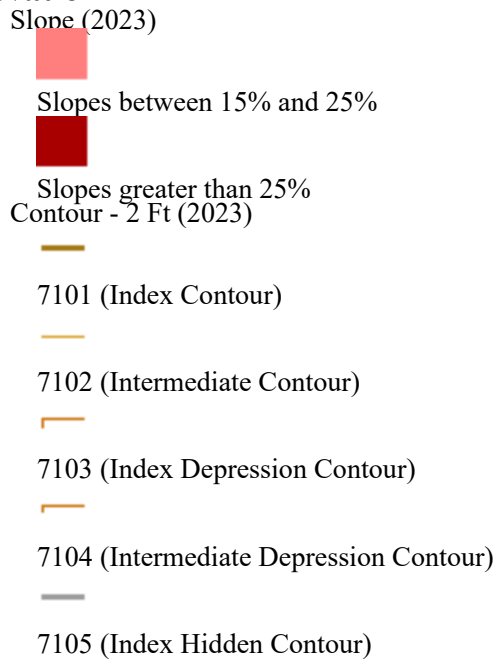 Slope (2023)
Slopes between 15% and 25%
Slopes greater than 25%
Contour - 2 Ft (2023)
7101 (Index Contour)
7102 (Intermediate Contour)
7103 (Index Depression Contour)
7104 (Intermediate Depression Contour)
7105 (Index Hidden Contour)